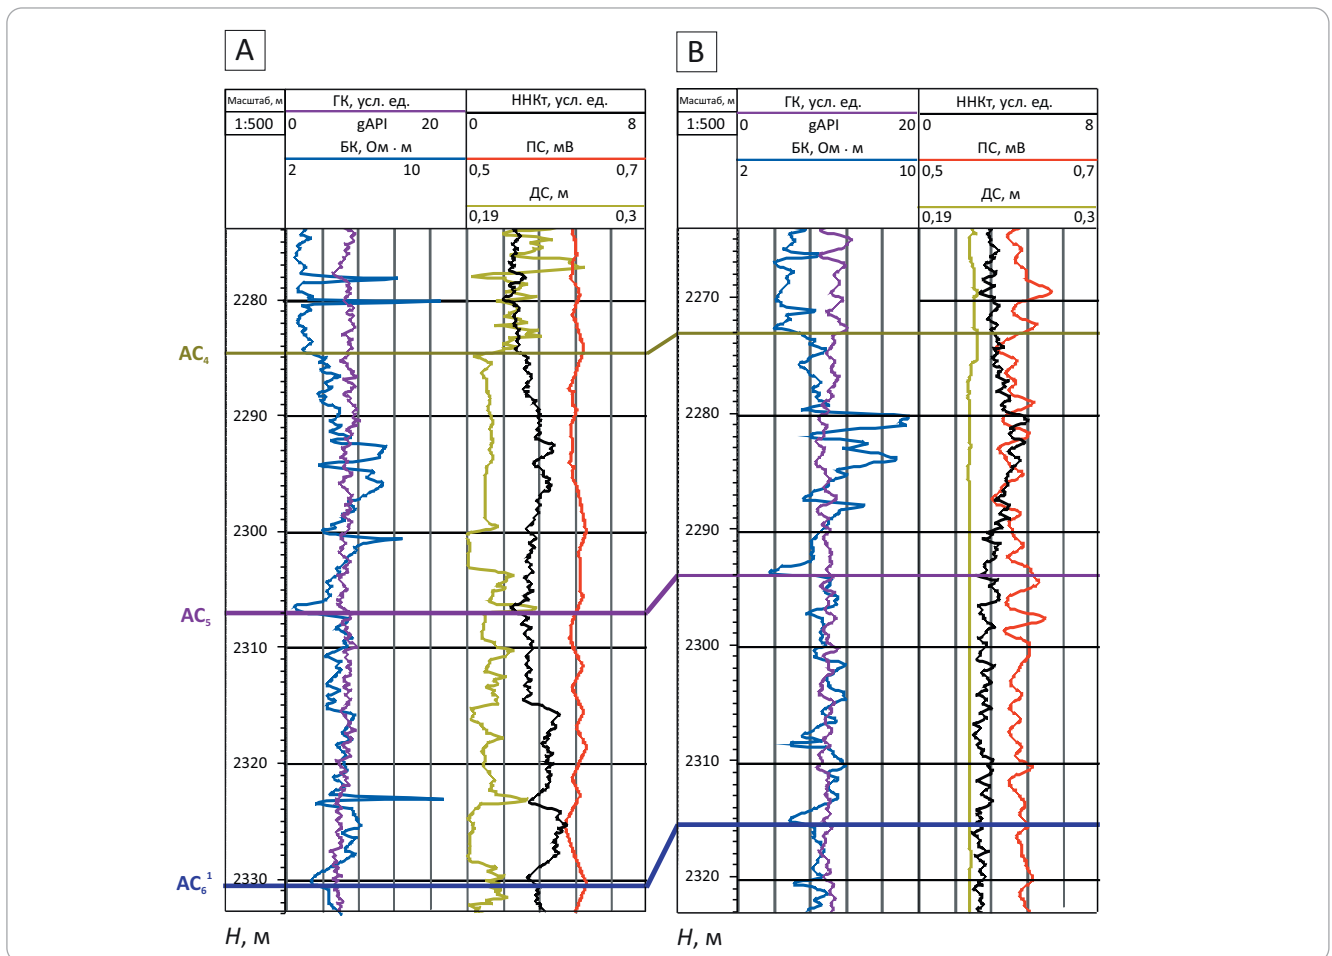 A
B
Масштаб, м
ГК, усл. ед.
ННКт, усл. ед.
1:500
0 gAPI 20
0 8
БК, Ом · м
ПС, мВ
2 10
0,5 0,7
ДС, м
0,19 0,3
Масштаб, м
ГК, усл. ед.
ННКт, усл. ед.
1:500
0 gAPI 20
0 8
БК, Ом · м
ПС, мВ
2 10
0,5 0,7
ДС, м
0,19 0,3
2280
2290
2300
2310
2320
2330
2270
2280
2290
2300
2310
2320
АС₄
АС₅
АС₆¹
H, м
H, м